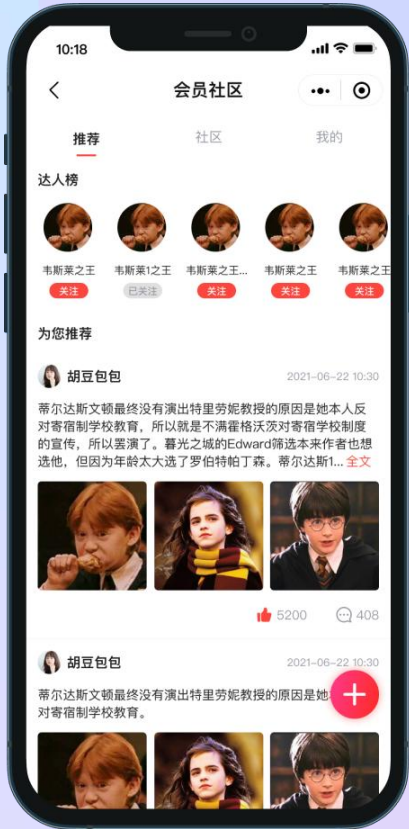 10:18
会员社区
推荐 社区 我的
达人榜
韦斯莱之王 韦斯莱1之王 韦斯莱之王... 韦斯莱之王 韦斯莱之王
关注 已关注 关注 关注 关注
为您推荐
胡豆包包 2021-06-22 10:30
蒂尔达斯文顿最终没有演出特里劳妮教授的原因是她本人反
对寄宿制学校教育，所以就是不满霍格沃茨对寄宿学校制度
的宣传，所以罢演了。暮光之城的Edward筛选本来作者也想
选他，但因为年龄太大选了罗伯特帕丁森。蒂尔达斯1... 全文
5200 408
胡豆包包 2021-06-22 10:30
蒂尔达斯文顿最终没有演出特里劳妮教授的原因是她
对寄宿制学校教育。